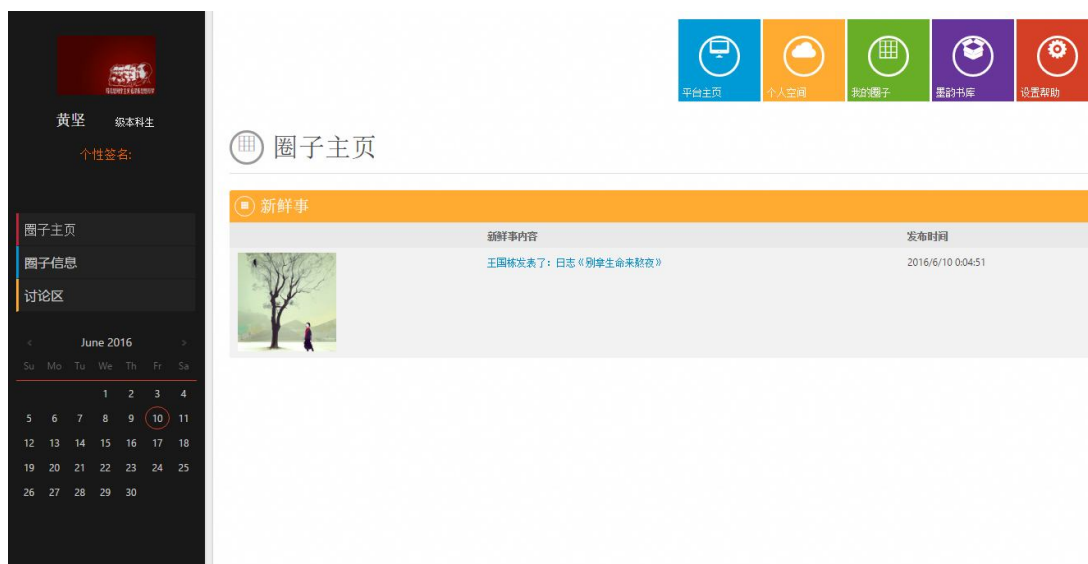 黄坚 级本科生
个性签名:
圈子主页
圈子信息
讨论区
June 2016
Su Mo Tu We Th Fr Sa
1 2 3 4
5 6 7 8 9 10 11
12 13 14 15 16 17 18
19 20 21 22 23 24 25
26 27 28 29 30
平台主页 个人空间 我的圈子 墨韵书库 设置帮助
圈子主页
新鲜事
新鲜事内容 发布时间
王国栋发表了：日志《别拿生命来熬夜》 2016/6/10 0:04:51